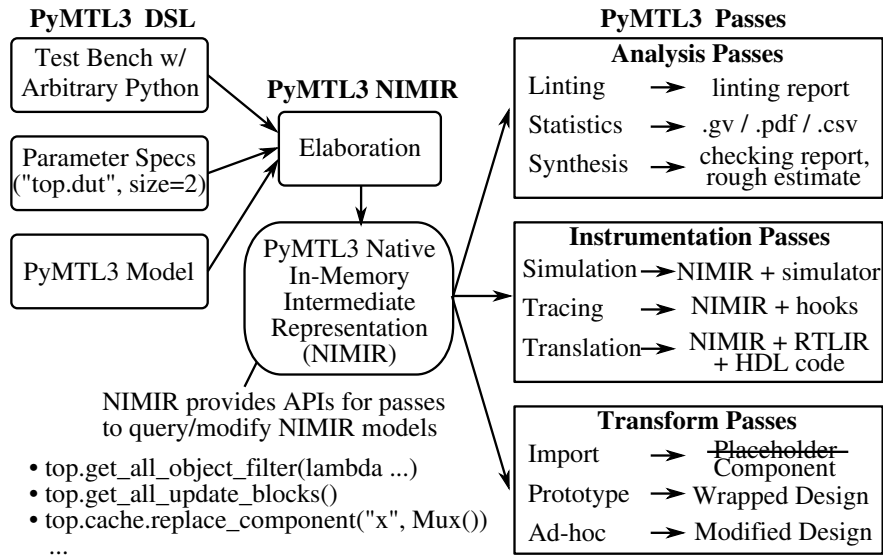 PyMTL3 DSL
Test Bench w/
Arbitrary Python
Parameter Specs
("top.dut", size=2)
PyMTL3 Model
PyMTL3 NIMIR
Elaboration
PyMTL3 Native
In-Memory
Intermediate
Representation
(NIMIR)
NIMIR provides APIs for passes
to query/modify NIMIR models
• top.get_all_object_filter(lambda ...)
• top.get_all_update_blocks()
• top.cache.replace_component("x", Mux())
...
PyMTL3 Passes
Analysis Passes
Linting linting report
Statistics .gv / .pdf / .csv
Synthesis checking report,
rough estimate
Instrumentation Passes
Simulation NIMIR + simulator
Tracing NIMIR + hooks
Translation NIMIR + RTLIR
+ HDL code
Transform Passes
Import Placeholder
Component
Prototype Wrapped Design
Ad-hoc Modified Design